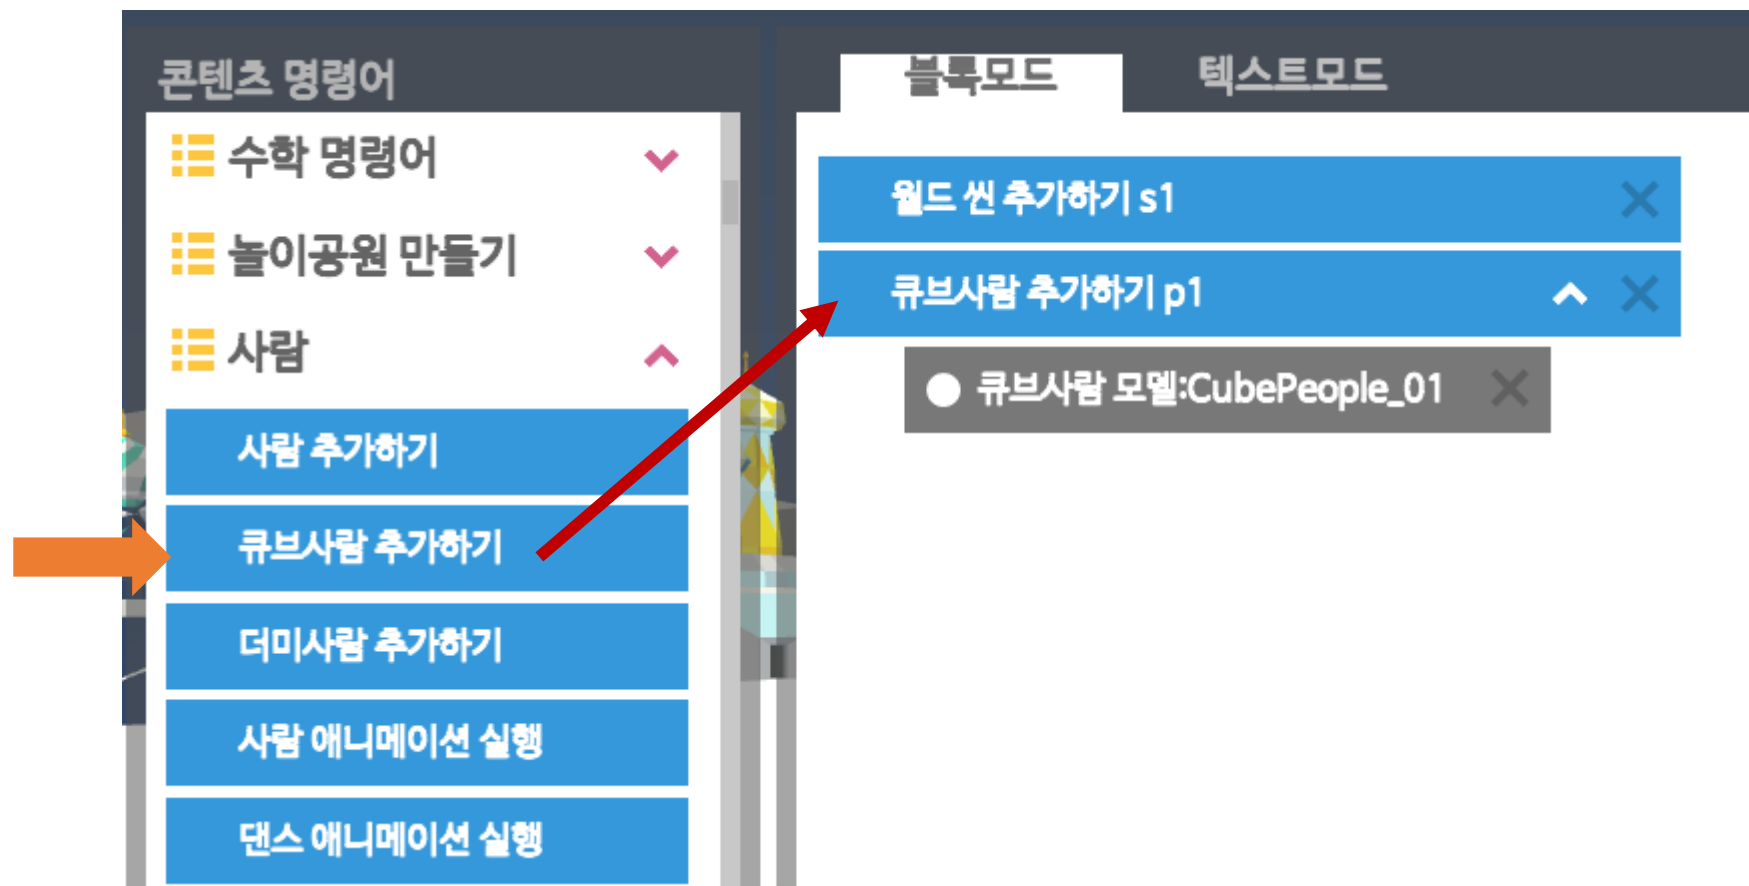 콘텐츠 명령어
수학 명령어
놀이공원 만들기
사람
사람 추가하기
큐브사람 추가하기
더미사람 추가하기
사람 애니메이션 실행
댄스 애니메이션 실행
블록모드 텍스트모드
월드 씬 추가하기 s1
큐브사람 추가하기 p1
큐브사람 모델:CubePeople_01